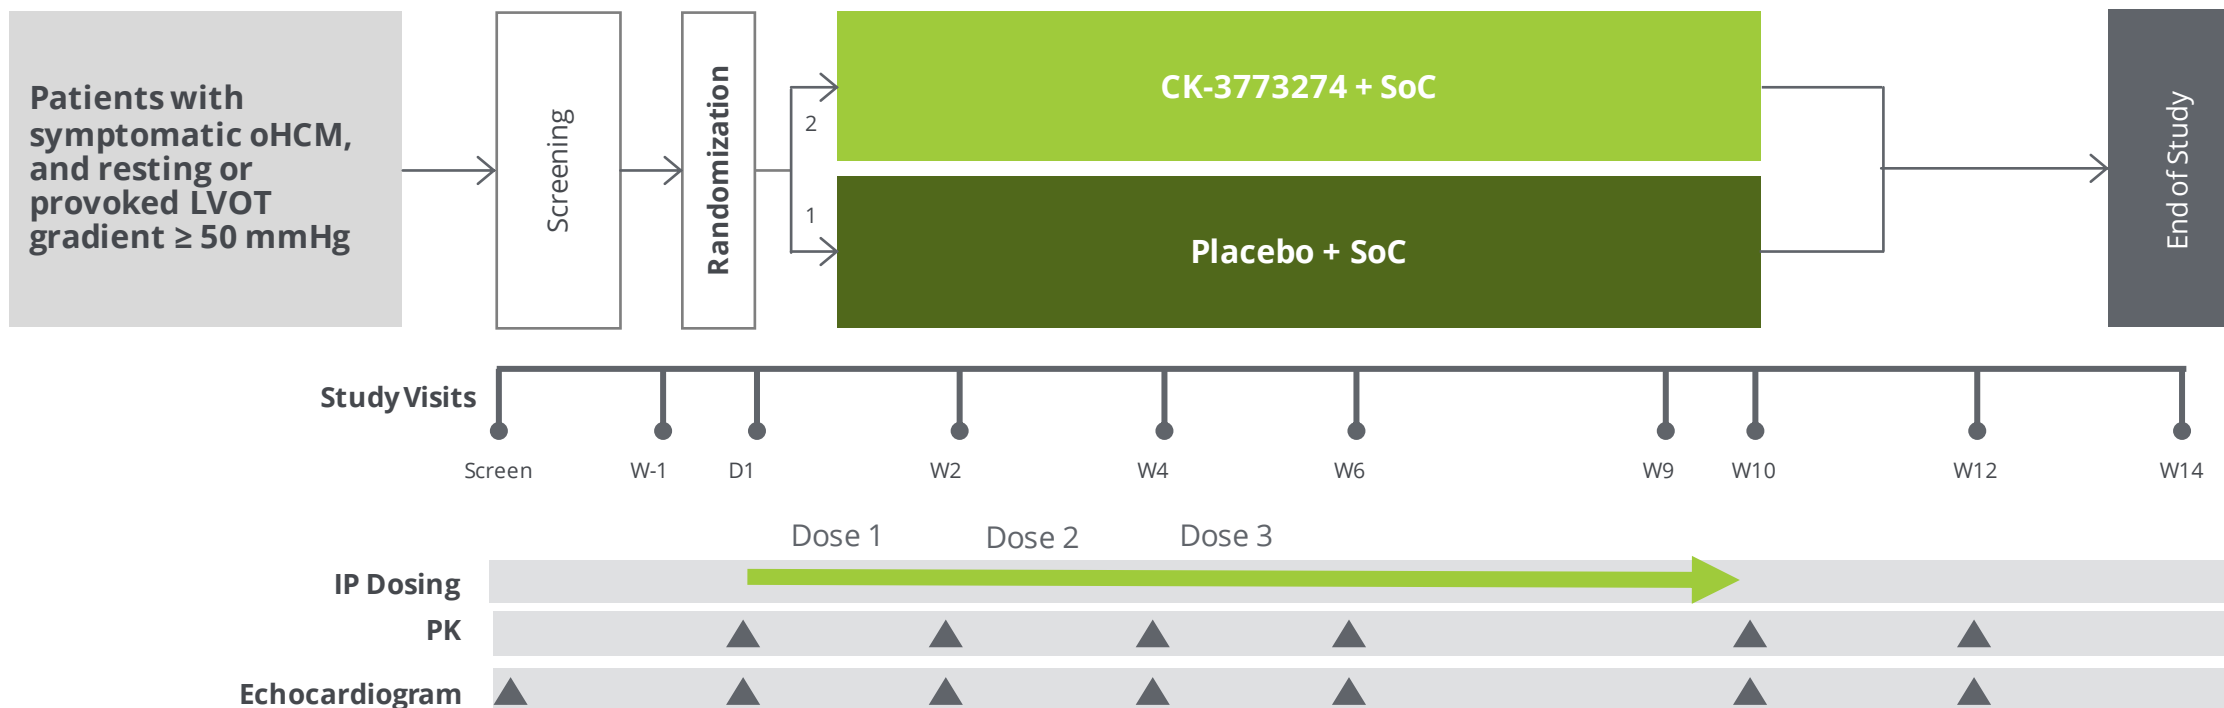 Patients with
symptomatic oHCM,
and resting or
provoked LVOT
gradient ≥ 50 mmHg
Screening
Randomization
2
1
CK-3773274 + SoC
Placebo + SoC
End of Study
Study Visits
Screen
W-1
D1
W2
W4
W6
W9
W10
W12
W14
Dose 1
Dose 2
Dose 3
IP Dosing
PK
Echocardiogram